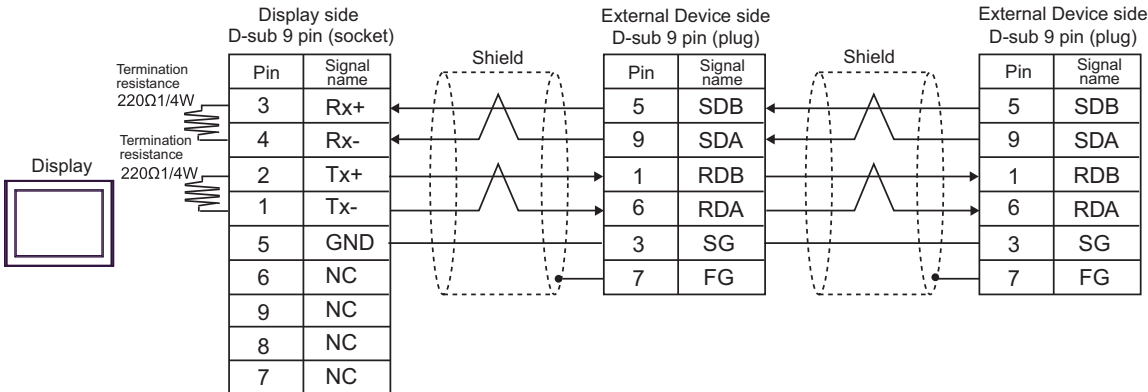 Display side
D-sub 9 pin (socket)
External Device side
D-sub 9 pin (plug)
External Device side
D-sub 9 pin (plug)
Shield
Shield
Termination
resistance
220Ω1/4W
Termination
resistance
220Ω1/4W
Display
Pin Signal name
3 Rx+
4 Rx-
2 Tx+
1 Tx-
5 GND
6 NC
9 NC
8 NC
7 NC
Pin Signal name
5 SDB
9 SDA
1 RDB
6 RDA
3 SG
7 FG
Pin Signal name
5 SDB
9 SDA
1 RDB
6 RDA
3 SG
7 FG